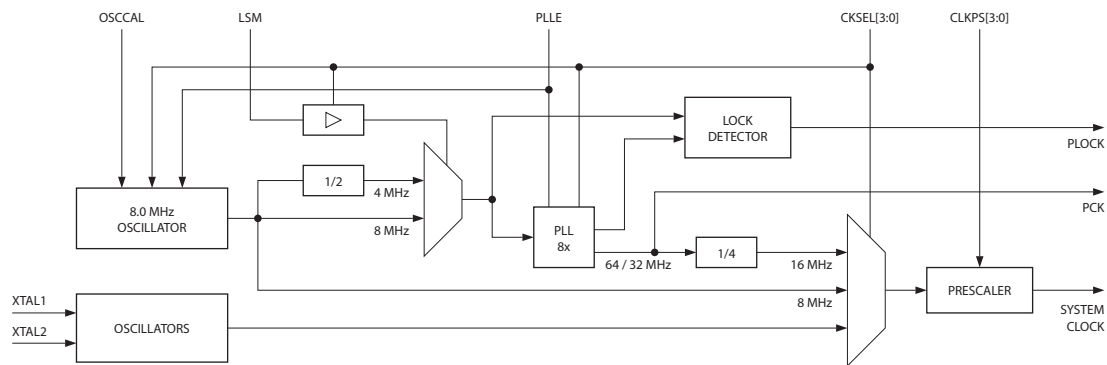 OSCCAL
LSM
PLLE
CKSEL[3:0]
CLKPS[3:0]
LOCK
DETECTOR
PLOCK
1/2
4 MHz
8.0 MHz
OSCILLATOR
8 MHz
PLL
8x
PCK
64 / 32 MHz
1/4
16 MHz
8 MHz
PRESCALER
SYSTEM
CLOCK
XTAL1
XTAL2
OSCILLATORS